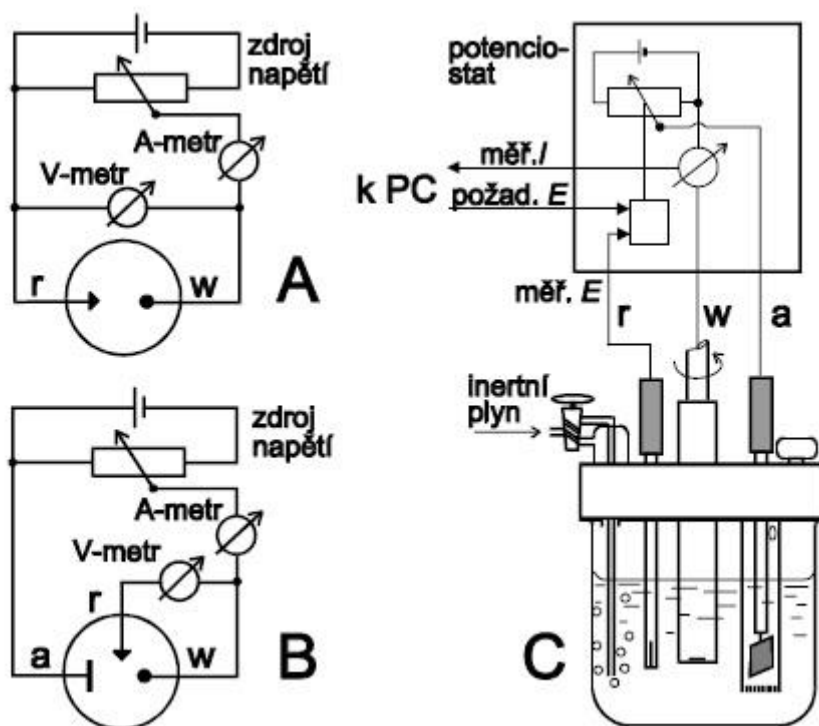 zdroj
napětí
A-metr
V-metr
r
w
A
zdroj
napětí
A-metr
V-metr
r
a
w
B
potencio-
stat
měř.I
k PC
požad. E
měř. E
r
w
a
inertní
plyn
C